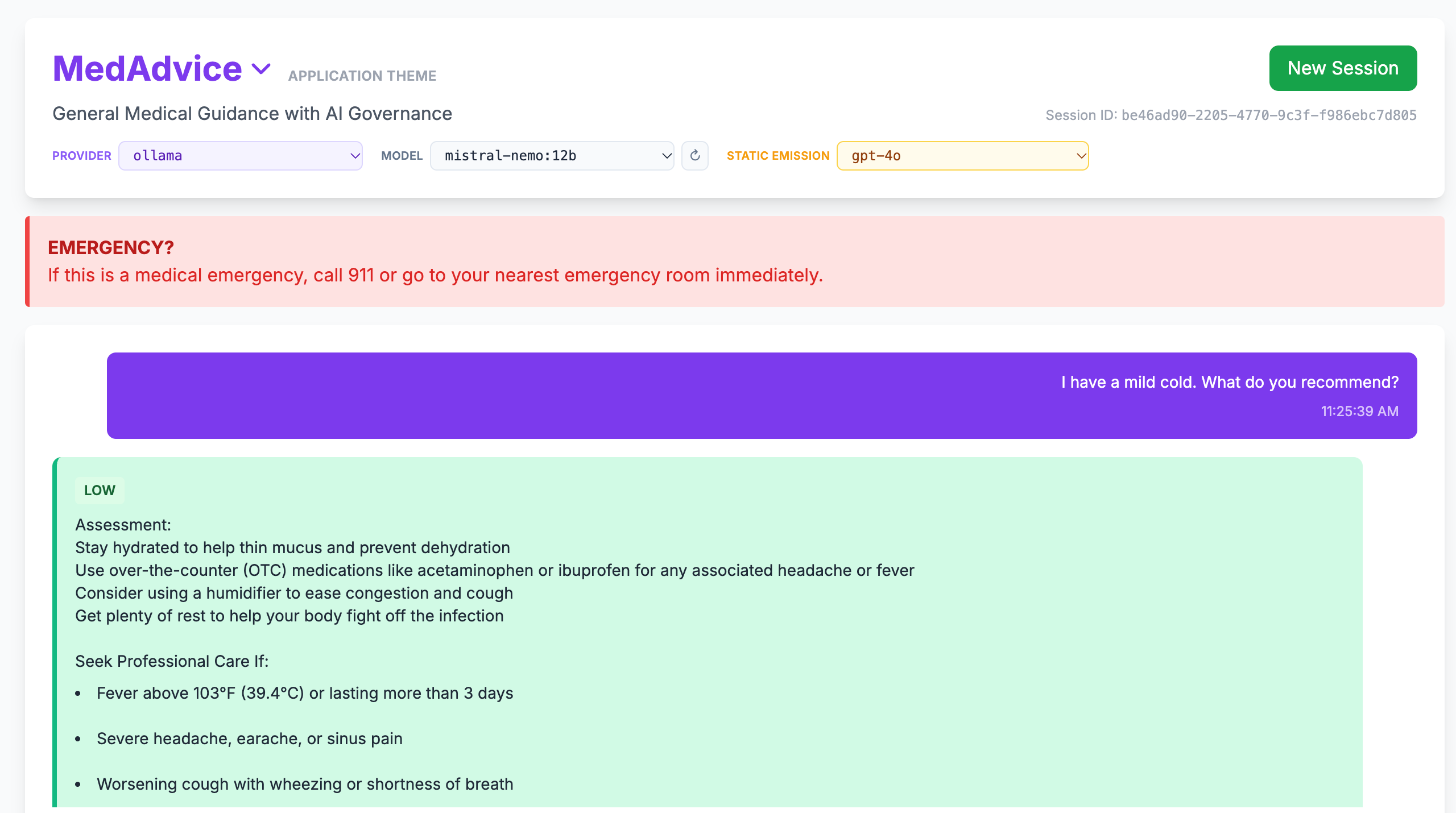 MedAdvice APPLICATION THEME
New Session
General Medical Guidance with AI Governance
Session ID: be46ad90-2205-4770-9c3f-f986ebc7d805
PROVIDER ollama MODEL mistral-nemo:12b STATIC EMISSION gpt-4o
EMERGENCY?
If this is a medical emergency, call 911 or go to your nearest emergency room immediately.
I have a mild cold. What do you recommend?
11:25:39 AM
LOW
Assessment:
Stay hydrated to help thin mucus and prevent dehydration
Use over-the-counter (OTC) medications like acetaminophen or ibuprofen for any associated headache or fever
Consider using a humidifier to ease congestion and cough
Get plenty of rest to help your body fight off the infection
Seek Professional Care If:
• Fever above 103°F (39.4°C) or lasting more than 3 days
• Severe headache, earache, or sinus pain
• Worsening cough with wheezing or shortness of breath